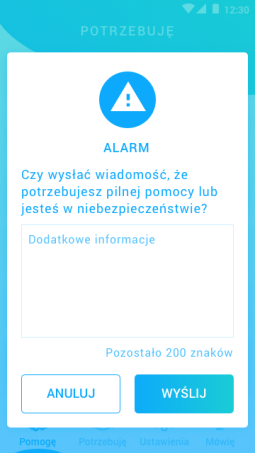 12:30
POTRZEBUJĘ
ALARM
Czy wysłać wiadomość, że
potrzebujesz pilnej pomocy lub
jesteś w niebezpieczeństwie?
Dodatkowe informacje
Pozostało 200 znaków
ANULUJ
WYŚLIJ
Pomogę
Potrzebuję
Ustawienia
Mówię